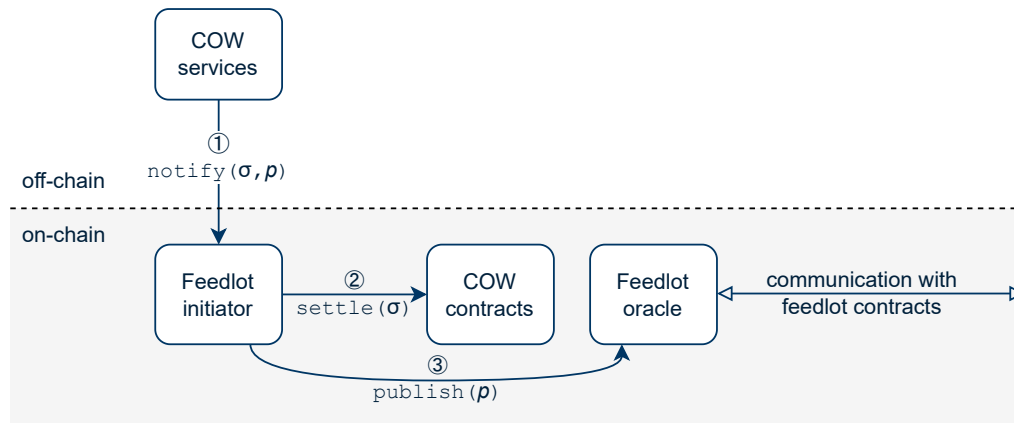 COW
services
①
notify(σ,p)
off-chain
on-chain
Feedlot
initiator
②
settle(σ)
COW
contracts
Feedlot
oracle
communication with
feedlot contracts
③
publish(p)